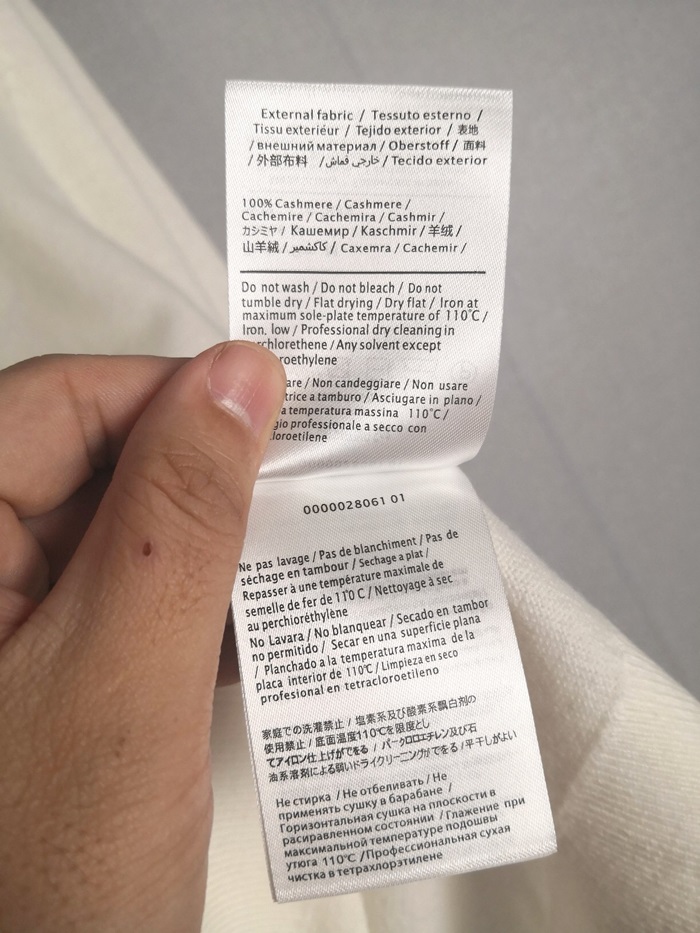 External fabric / Tessuto esterno /
Tissu exteriéur / Tejido exterior / 表地
/ внешний материал / Oberstoff / 面料
/ 外部布料 / خارجي قماش / Tecido exterior
100% Cashmere / Cashmere /
Cachemire / Cachemira / Cashmir /
カシミヤ / Кашемир / Kaschmir / 羊绒 /
山羊絨 / كاكشمير / Caxemra / Cachemir /
Do not wash / Do not bleach / Do not
tumble dry / Flat drying / Dry flat / Iron at
maximum sole-plate temperature of 110℃ /
Iron, low / Professional dry cleaning in
rchlorethene / Any solvent except
roethylene
are / Non candeggiare / Non usare
trice a tamburo / Asciugare in plano /
a temperatura massina 110℃ /
gio professionale a secco con
cloroetilene
0000028061 01
Ne pas lavage / Pas de blanchiment / Pas de
séchage en tambour / Sechage a plat /
Repasser à une température maximale de
semelle de fer de 110℃ / Nettoyage à sec
au perchloréthylène
No Lavara / No blanquear / Secado en tambor
no permitido / Secar en una superficie plana
/ Planchado a la temperatura maxima de la
placa interior de 110℃ / Limpieza en seco
profesional en tetracloroetileno
家庭での洗濯禁止 / 塩素系及び酸素系飄白剤の
使用禁止 / 底面温度110℃を限度とし
てアイロン仕上げができる / パークロロエチレン及び石
油系溶剤による弱いドライクリーニングができる / 平干しがよい
Не стирка / Не отбеливать / Не
применять сушку в барабане /
Горизонтальная сушка на плоскости в
расиравленном состоянии / Глажение при
максимальной температуре подошвы
утюга 110℃ / Профессиональная сухая
чистка в тетрахлорэтилене